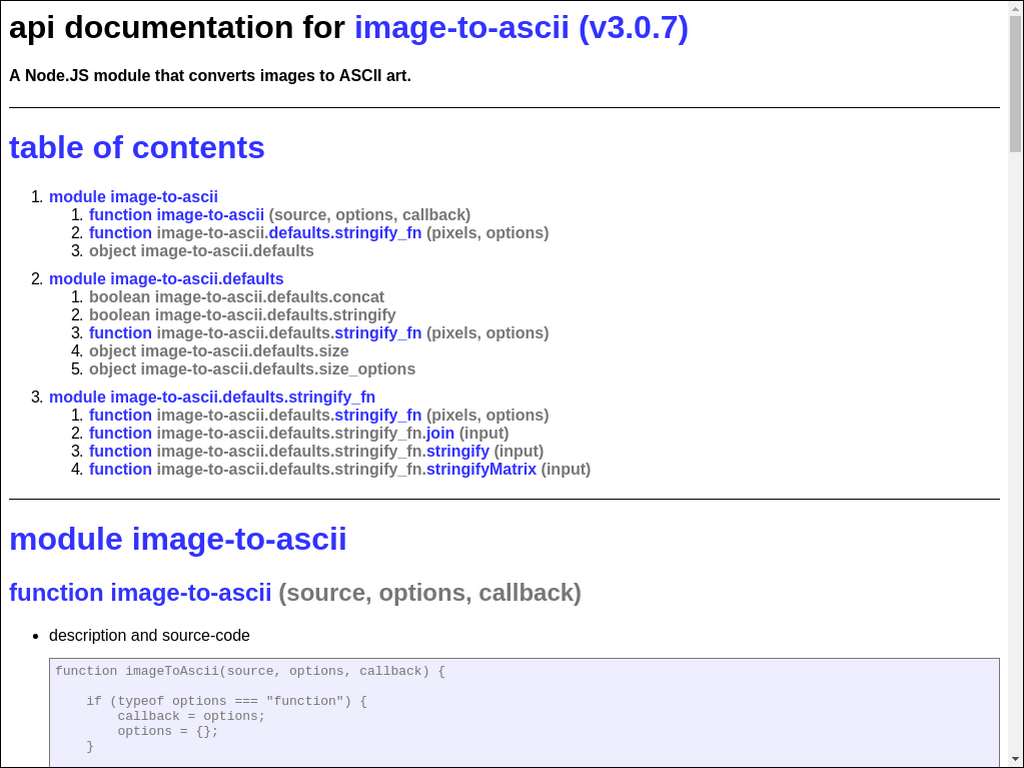 api documentation for image-to-ascii (v3.0.7)
A Node.JS module that converts images to ASCII art.
table of contents
1. module image-to-ascii
1. function image-to-ascii (source, options, callback)
2. function image-to-ascii.defaults.stringify_fn (pixels, options)
3. object image-to-ascii.defaults
2. module image-to-ascii.defaults
1. boolean image-to-ascii.defaults.concat
2. boolean image-to-ascii.defaults.stringify
3. function image-to-ascii.defaults.stringify_fn (pixels, options)
4. object image-to-ascii.defaults.size
5. object image-to-ascii.defaults.size_options
3. module image-to-ascii.defaults.stringify_fn
1. function image-to-ascii.defaults.stringify_fn (pixels, options)
2. function image-to-ascii.defaults.stringify_fn.join (input)
3. function image-to-ascii.defaults.stringify_fn.stringify (input)
4. function image-to-ascii.defaults.stringify_fn.stringifyMatrix (input)
module image-to-ascii
function image-to-ascii (source, options, callback)
• description and source-code
function imageToAscii(source, options, callback) {
    if (typeof options === "function") {
        callback = options;
        options = {};
    }